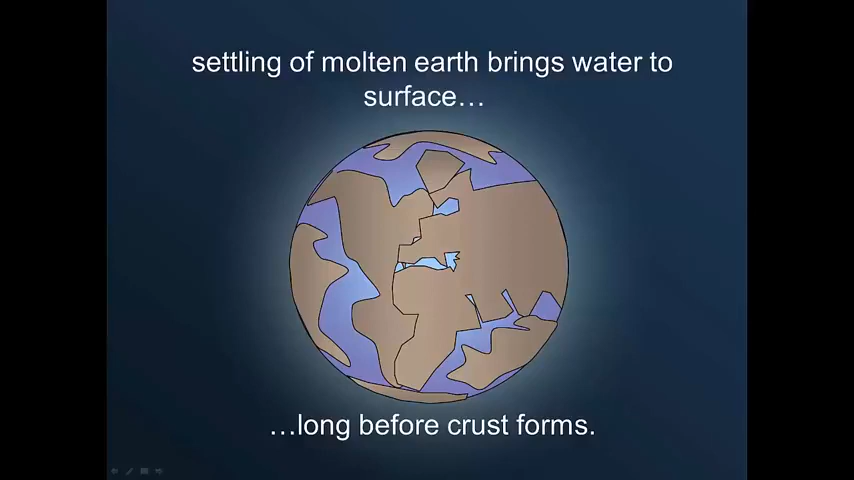 settling of molten earth brings water to
surface…
…long before crust forms.